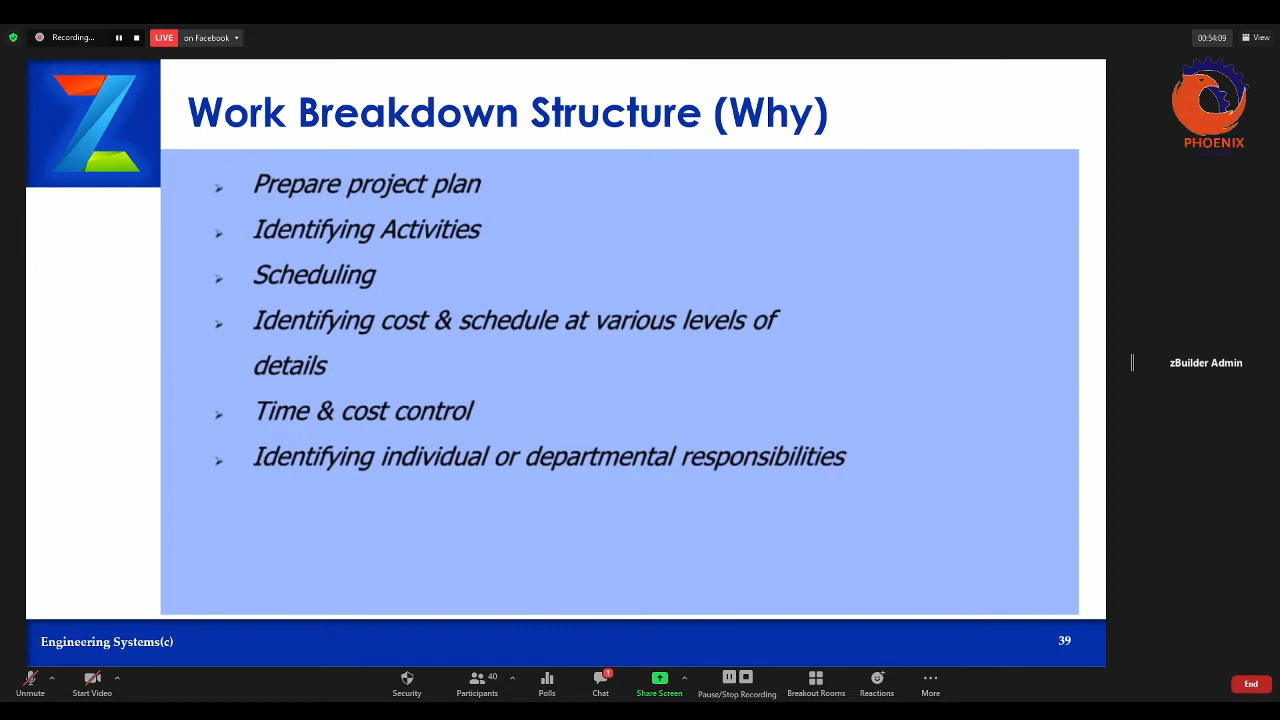 Recording...
LIVE on Facebook
00:54:09
View
Work Breakdown Structure (Why)
PHOENIX
Prepare project plan
Identifying Activities
Scheduling
Identifying cost & schedule at various levels of
details
Time & cost control
Identifying individual or departmental responsibilities
zBuilder Admin
Engineering Systems(c)
39
Unmute
Start Video
Security
40
Participants
Polls
1
Chat
Share Screen
Pause/Stop Recording
Breakout Rooms
Reactions
More
End